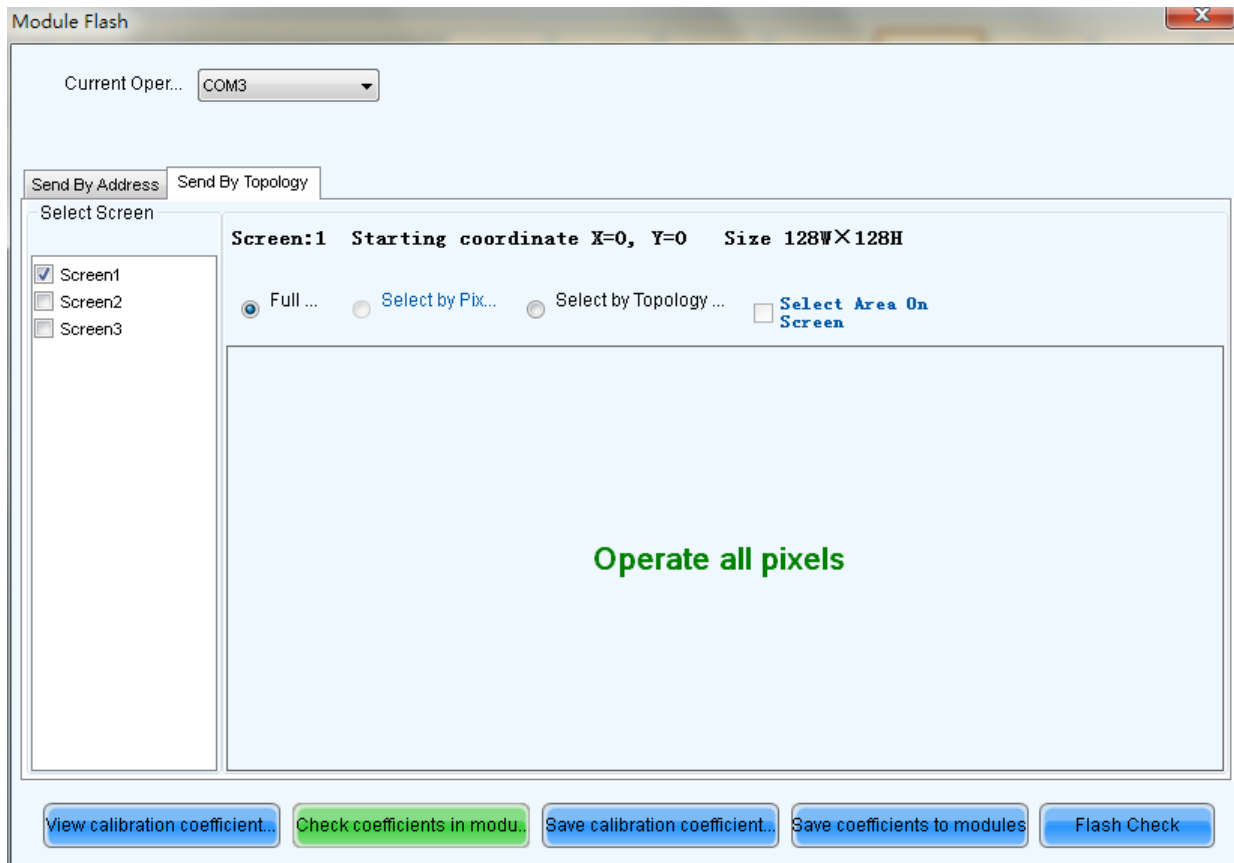 Module Flash
Current Oper...
COM3
Send By Address
Send By Topology
Select Screen
Screen:1 Starting coordinate X=0, Y=0 Size 128W×128H
Screen1
Screen2
Screen3
Full ...
Select by Pix...
Select by Topology ...
Select Area On
Screen
Operate all pixels
View calibration coefficient...
Check coefficients in modu..
Save calibration coefficient...
Save coefficients to modules
Flash Check